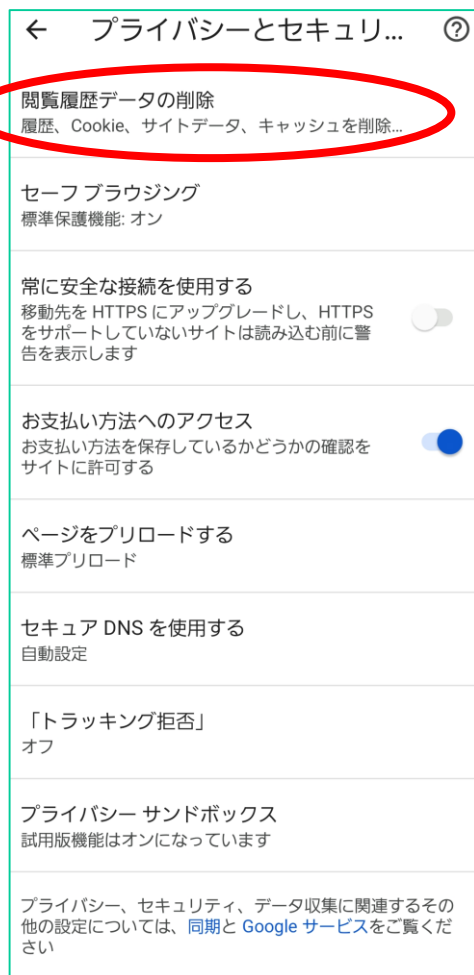 プライバシーとセキュリ...
閲覧履歴データの削除
履歴、Cookie、サイトデータ、キャッシュを削除...
セーフ ブラウジング
標準保護機能: オン
常に安全な接続を使用する
移動先を HTTPS にアップグレードし、HTTPS
をサポートしていないサイトは読み込む前に警
告を表示します
お支払い方法へのアクセス
お支払い方法を保存しているかどうかの確認を
サイトに許可する
ページをプリロードする
標準プリロード
セキュア DNS を使用する
自動設定
「トラッキング拒否」
オフ
プライバシー サンドボックス
試用版機能はオンになっています
プライバシー、セキュリティ、データ収集に関連するその
他の設定については、同期と Google サービスをご覧くだ
さい